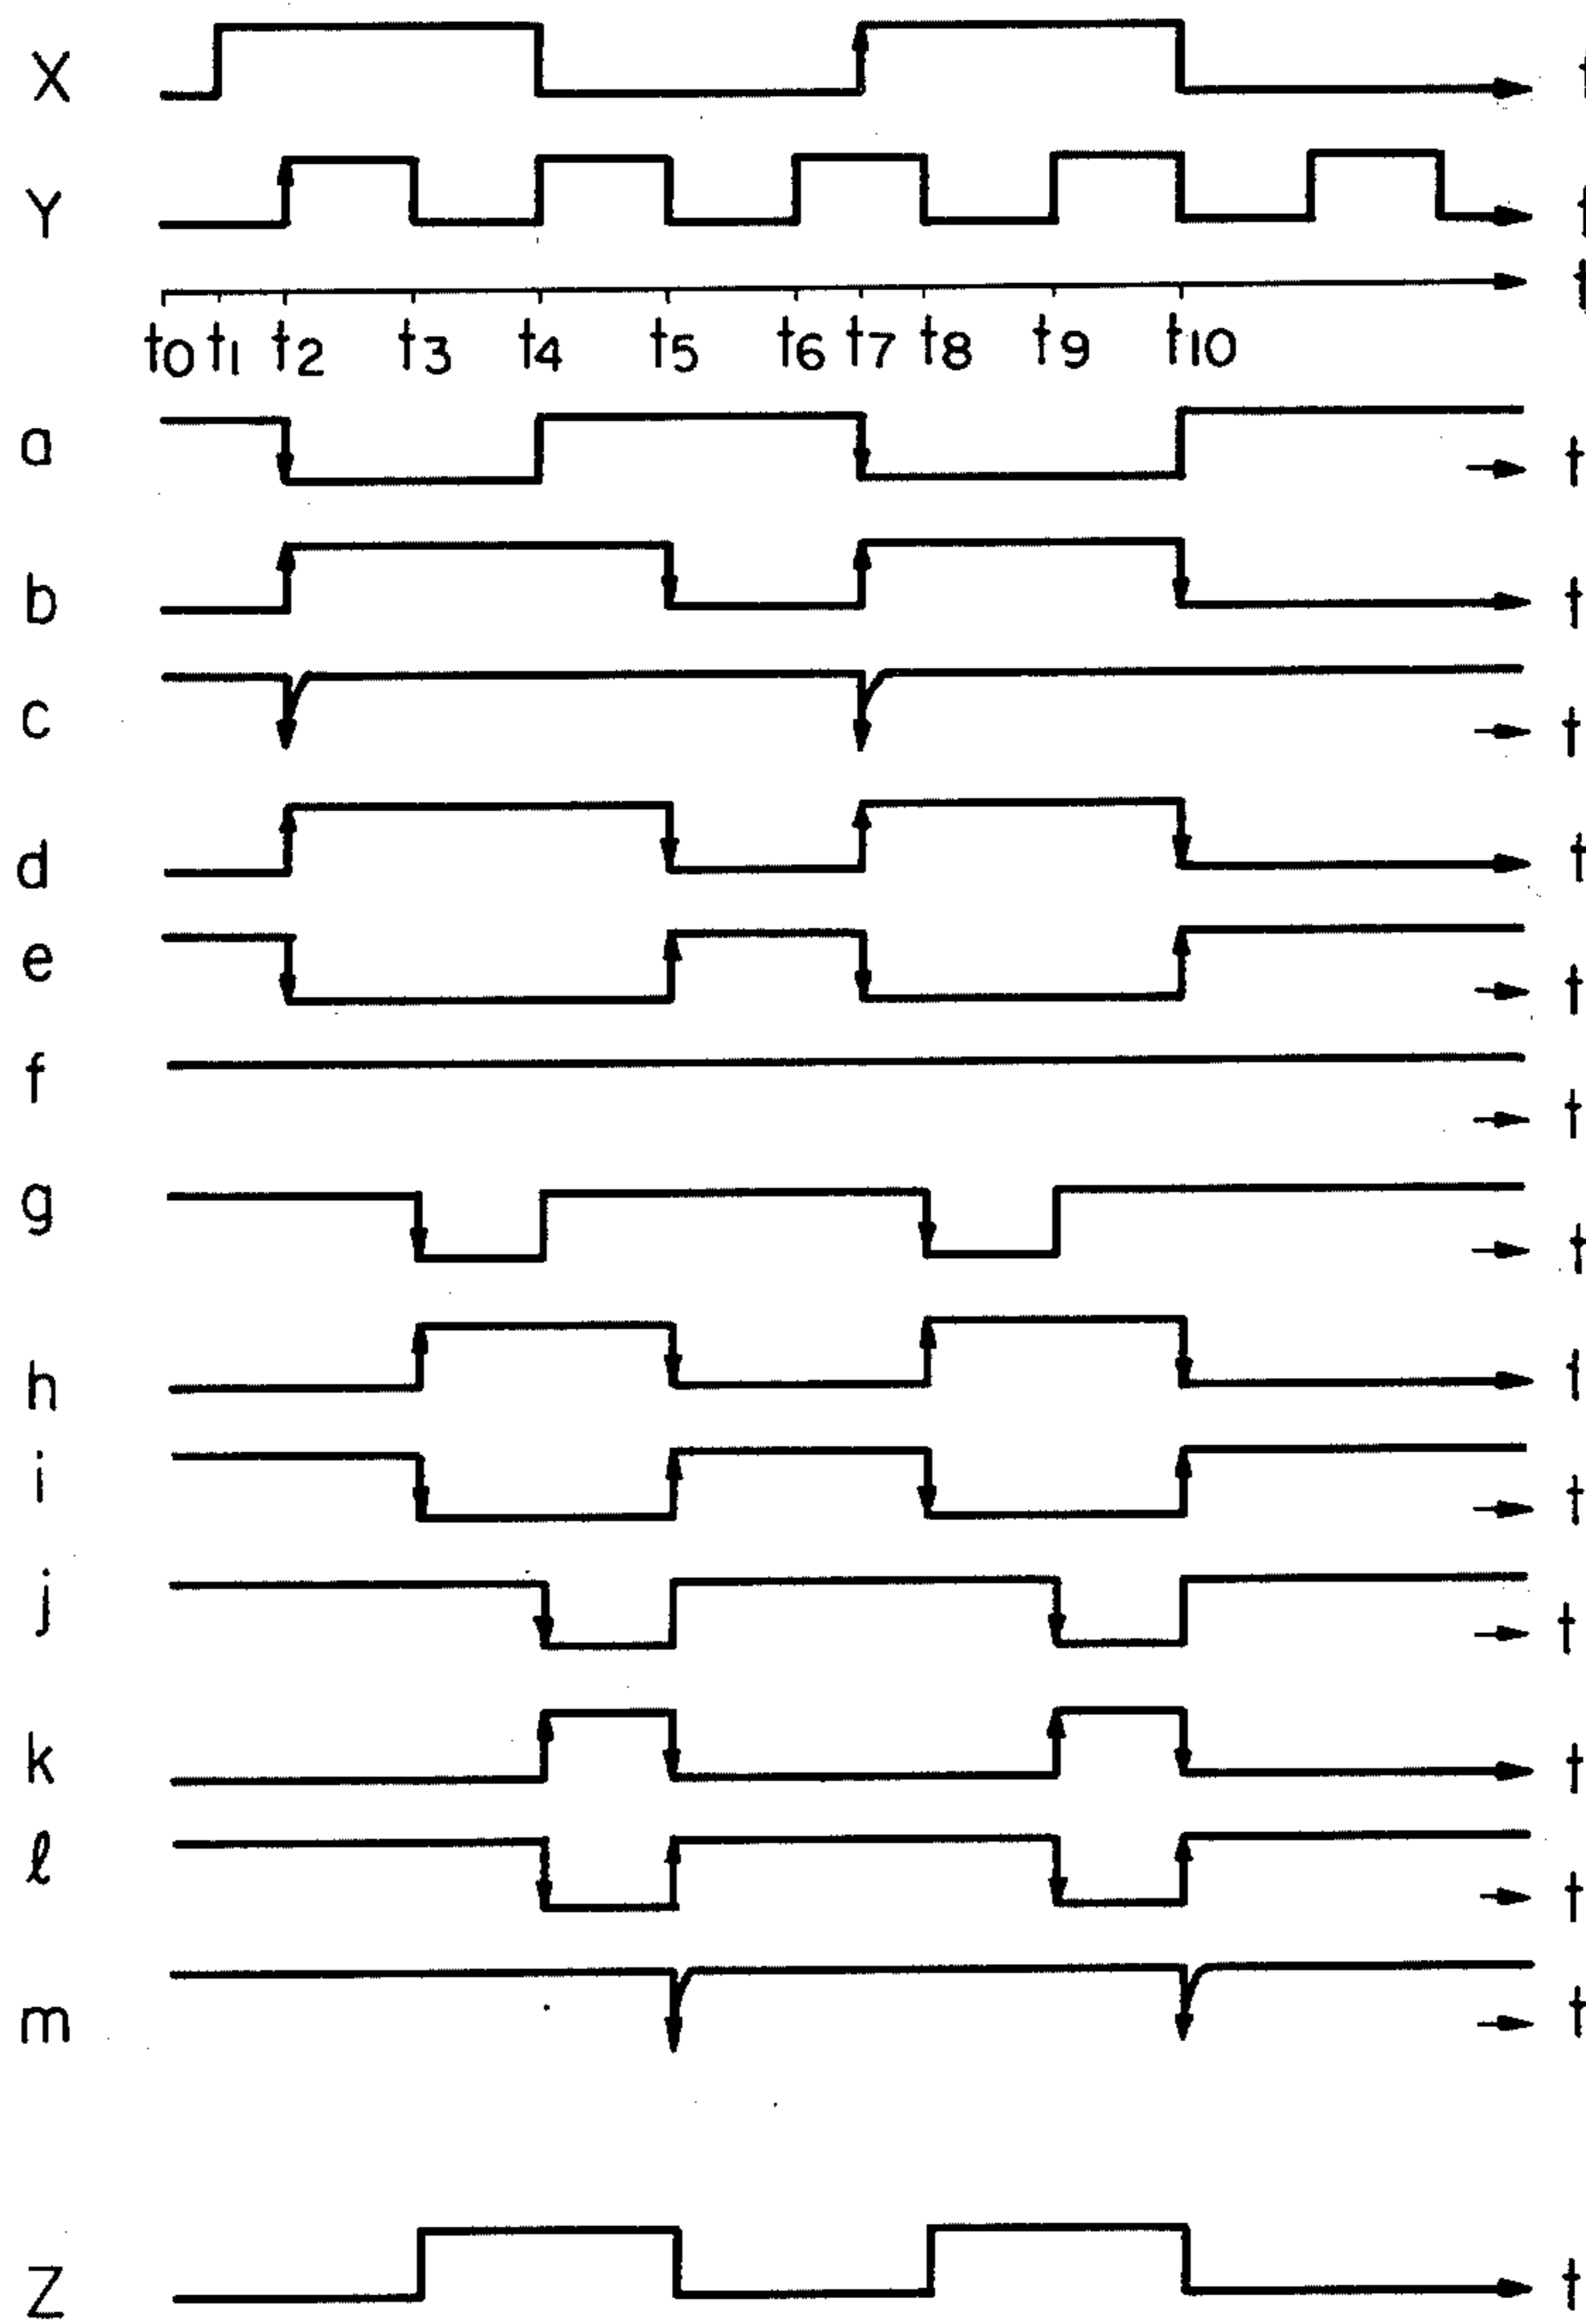 X t
Y t
t
t0 t1 t2 t3 t4 t5 t6 t7 t8 t9 t10
a t
b t
c t
d t
e t
f t
g t
h t
i t
j t
k t
ℓ t
m t
Z t